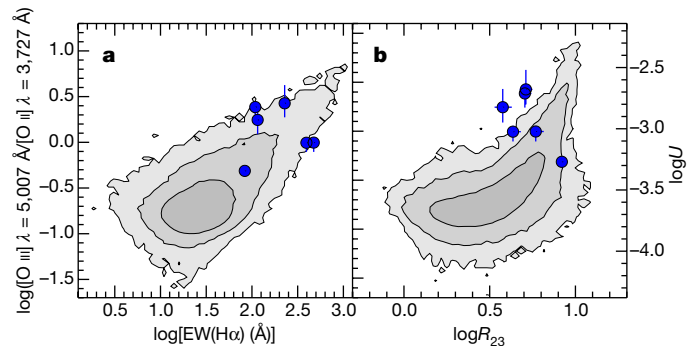 log([O III] λ = 5,007 Å/[O II] λ = 3,727 Å)
1.0
0.5
0.0
−0.5
−1.0
−1.5
a
0.5 1.0 1.5 2.0 2.5 3.0
log[EW(Hα) (Å)]
b
0.0 0.5 1.0
logR23
−2.5
−3.0
−3.5
−4.0
logU